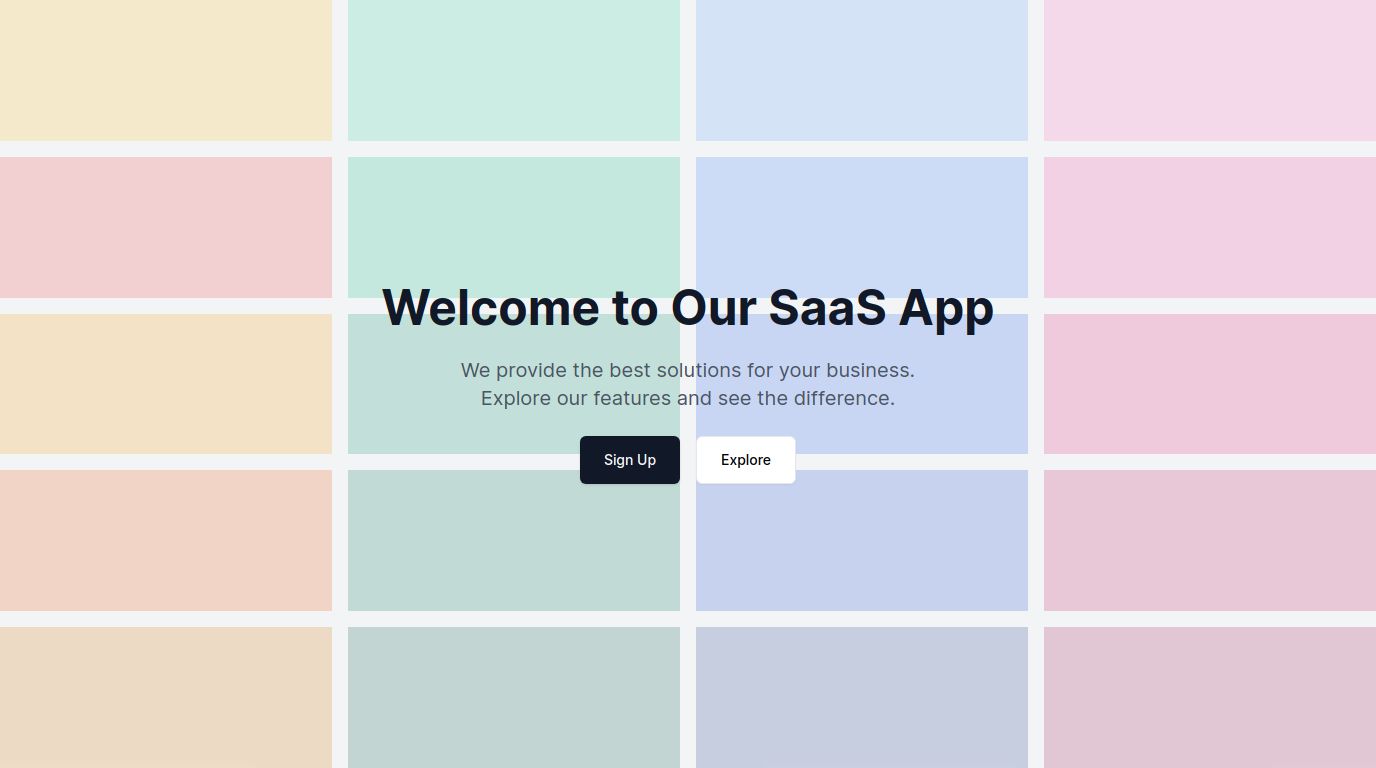 Welcome to Our SaaS App
We provide the best solutions for your business.
Explore our features and see the difference.
Sign Up
Explore